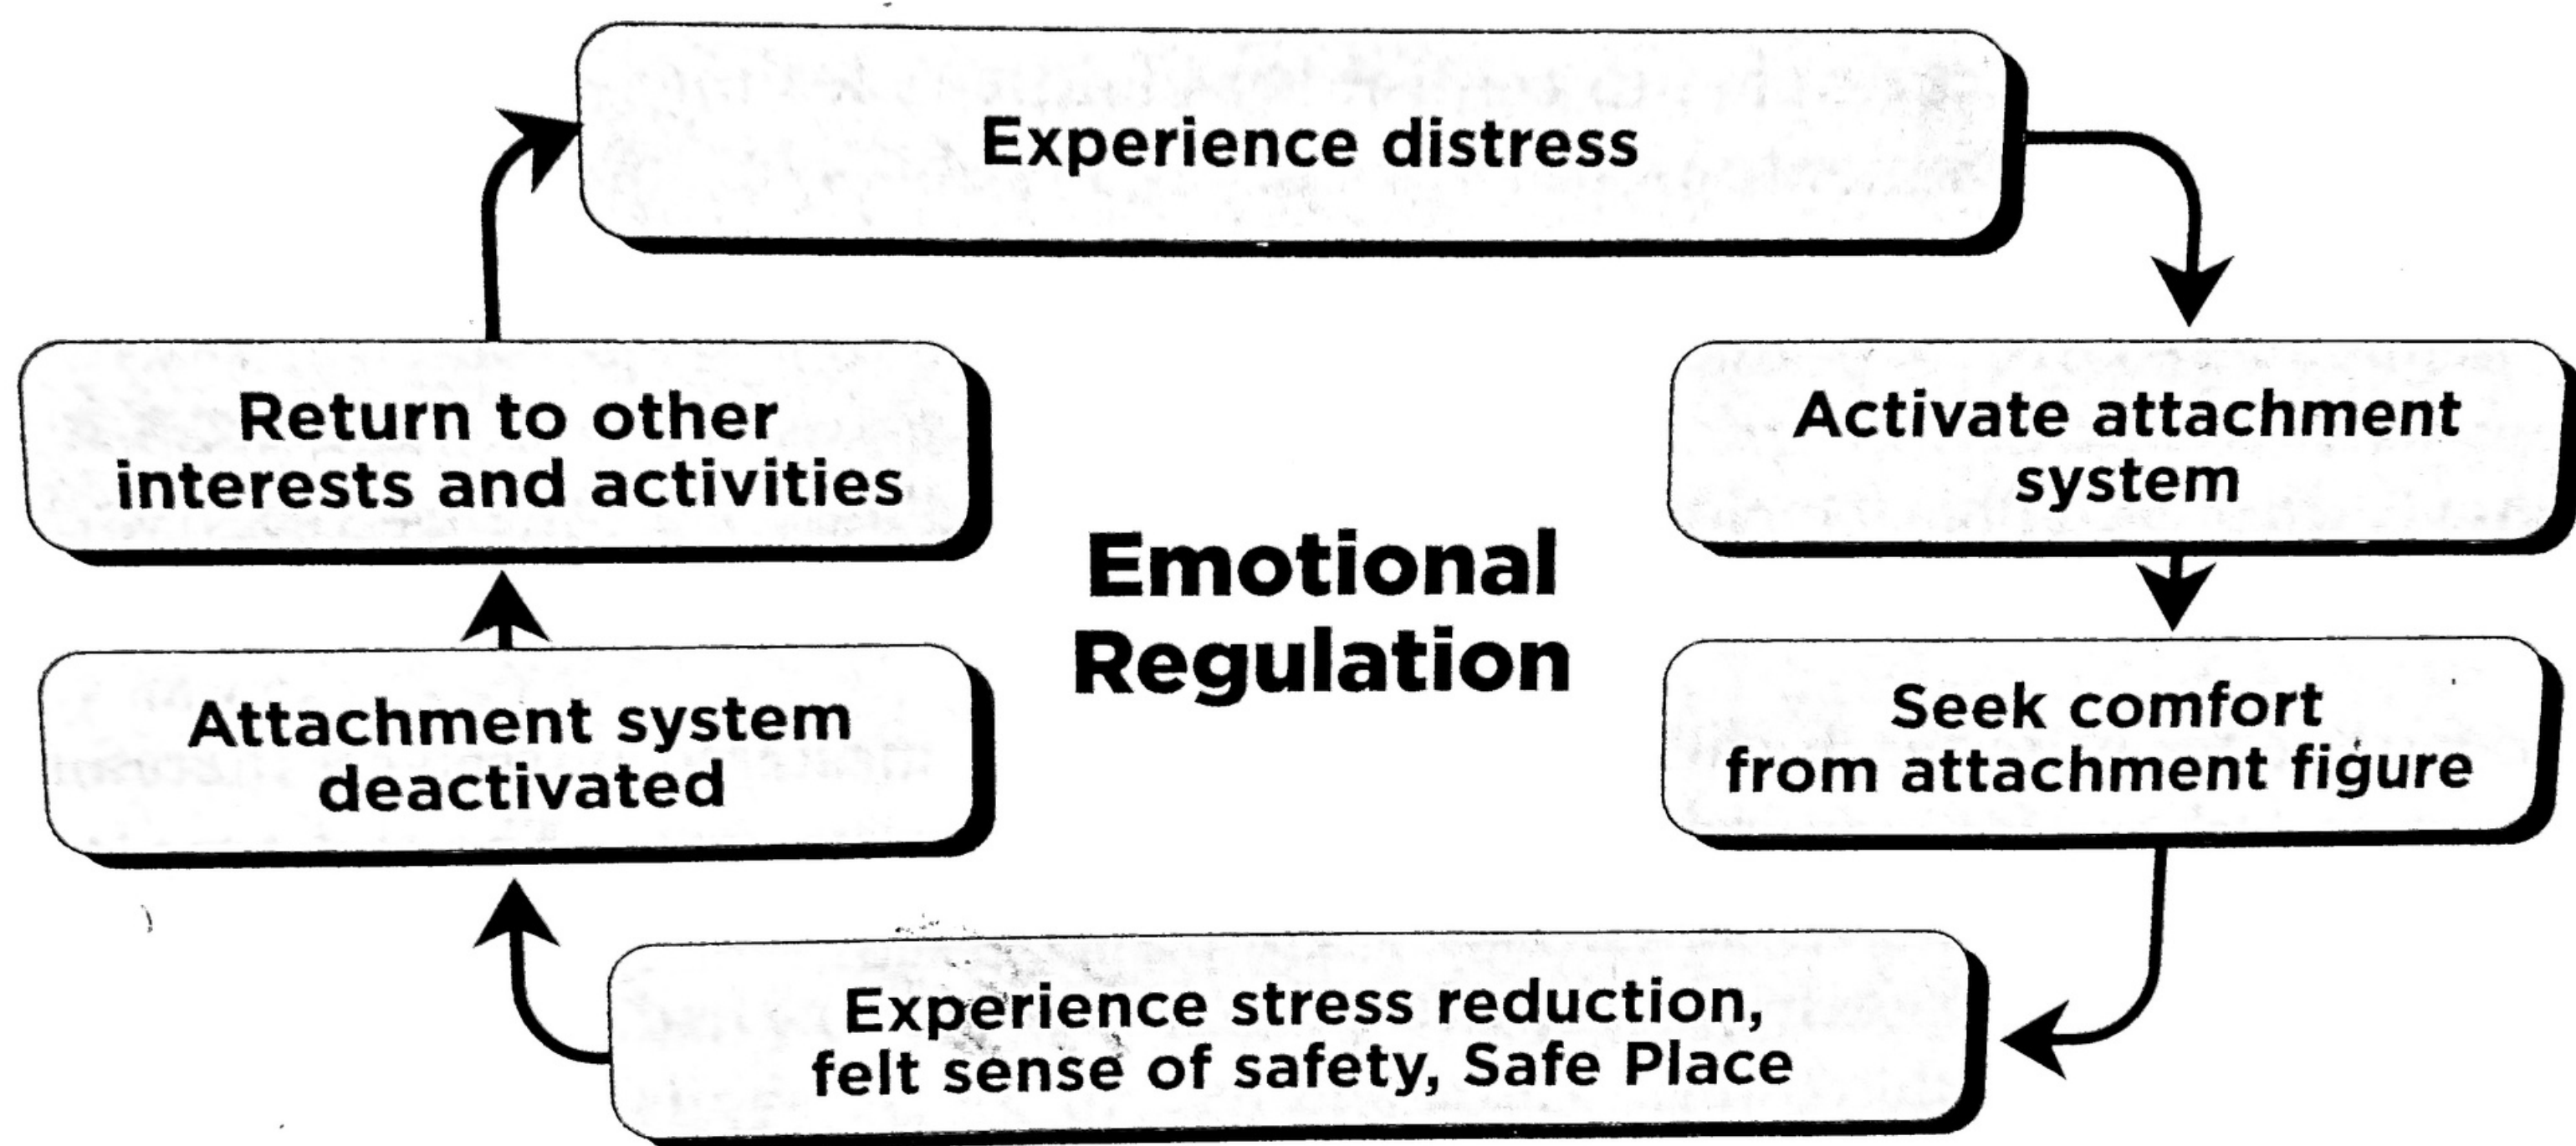 Experience distress
Activate attachment
system
Seek comfort
from attachment figure
Experience stress reduction,
felt sense of safety, Safe Place
Attachment system
deactivated
Return to other
interests and activities
Emotional
Regulation